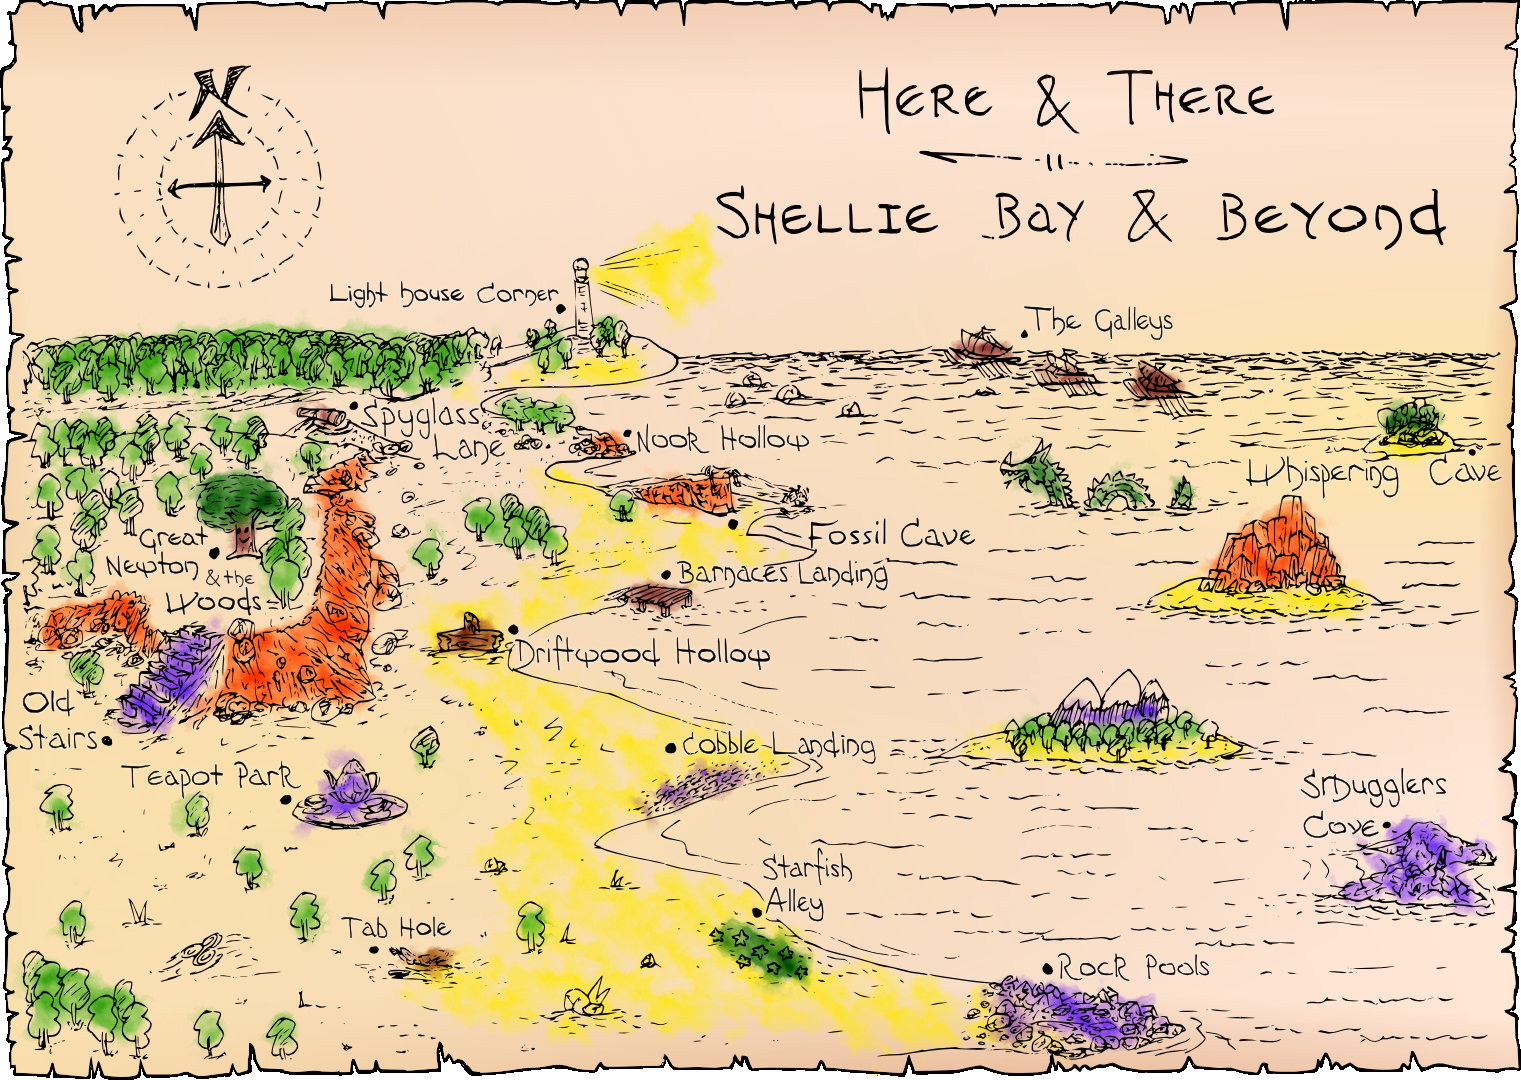 N
Here & There
Shellie Bay & Beyond
Light house Corner
The Galleys
Spyglass
Lane
Nook Hollow
Whispering Cave
Great
Newton & the
Woods
Fossil Cave
Barnaces Landing
Driftwood Hollow
Old
Stairs
Cobble Landing
Teapot Park
Smugglers
Cove
Starfish
Alley
Tab Hole
Rock Pools